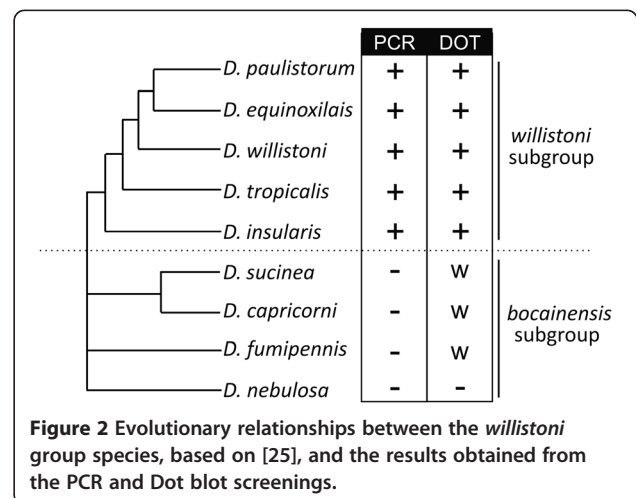 PCR DOT
D. paulistorum + +
D. equinoxilais + +
D. willistoni + +
D. tropicalis + +
D. insularis + +
willistoni
subgroup
D. sucinea - w
D. capricorni - w
D. fumipennis - w
D. nebulosa - -
bocainensis
subgroup
Figure 2 Evolutionary relationships between the willistoni
group species, based on [25], and the results obtained from
the PCR and Dot blot screenings.